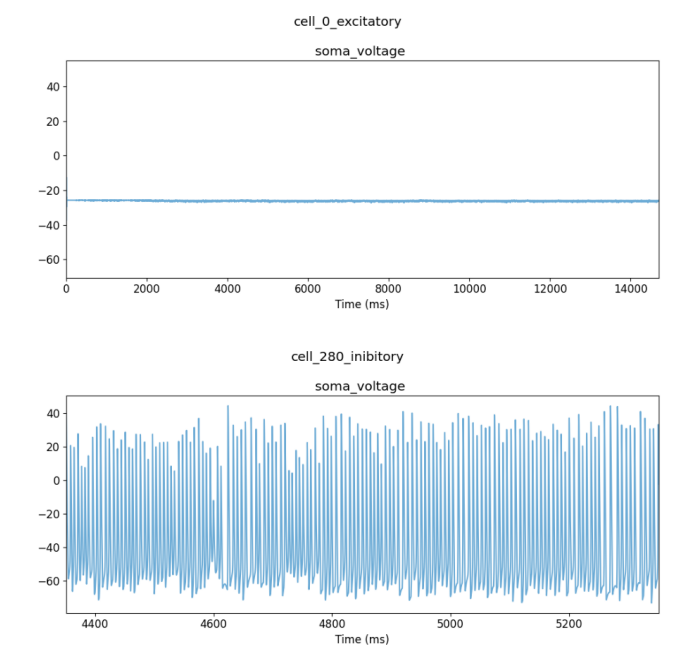 cell_0_excitatory
soma_voltage
40
20
0
−20
−40
−60
0 2000 4000 6000 8000 10000 12000 14000
Time (ms)
cell_280_inibitory
soma_voltage
40
20
0
−20
−40
−60
4400 4600 4800 5000 5200
Time (ms)